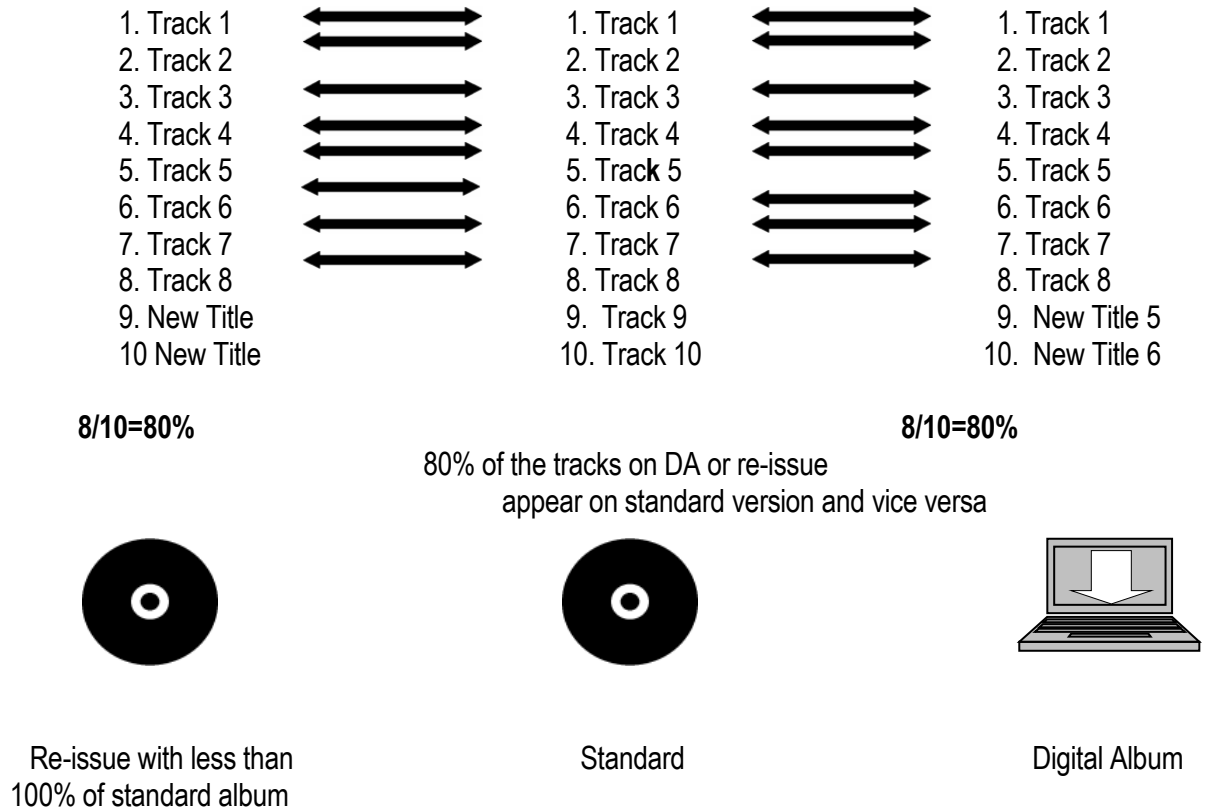 1. Track 1
2. Track 2
3. Track 3
4. Track 4
5. Track 5
6. Track 6
7. Track 7
8. Track 8
9. New Title
10 New Title
8/10=80%
1. Track 1
2. Track 2
3. Track 3
4. Track 4
5. Track 5
6. Track 6
7. Track 7
8. Track 8
9. Track 9
10. Track 10
1. Track 1
2. Track 2
3. Track 3
4. Track 4
5. Track 5
6. Track 6
7. Track 7
8. Track 8
9. New Title 5
10. New Title 6
8/10=80%
80% of the tracks on DA or re-issue
appear on standard version and vice versa
Re-issue with less than
100% of standard album
Standard
Digital Album